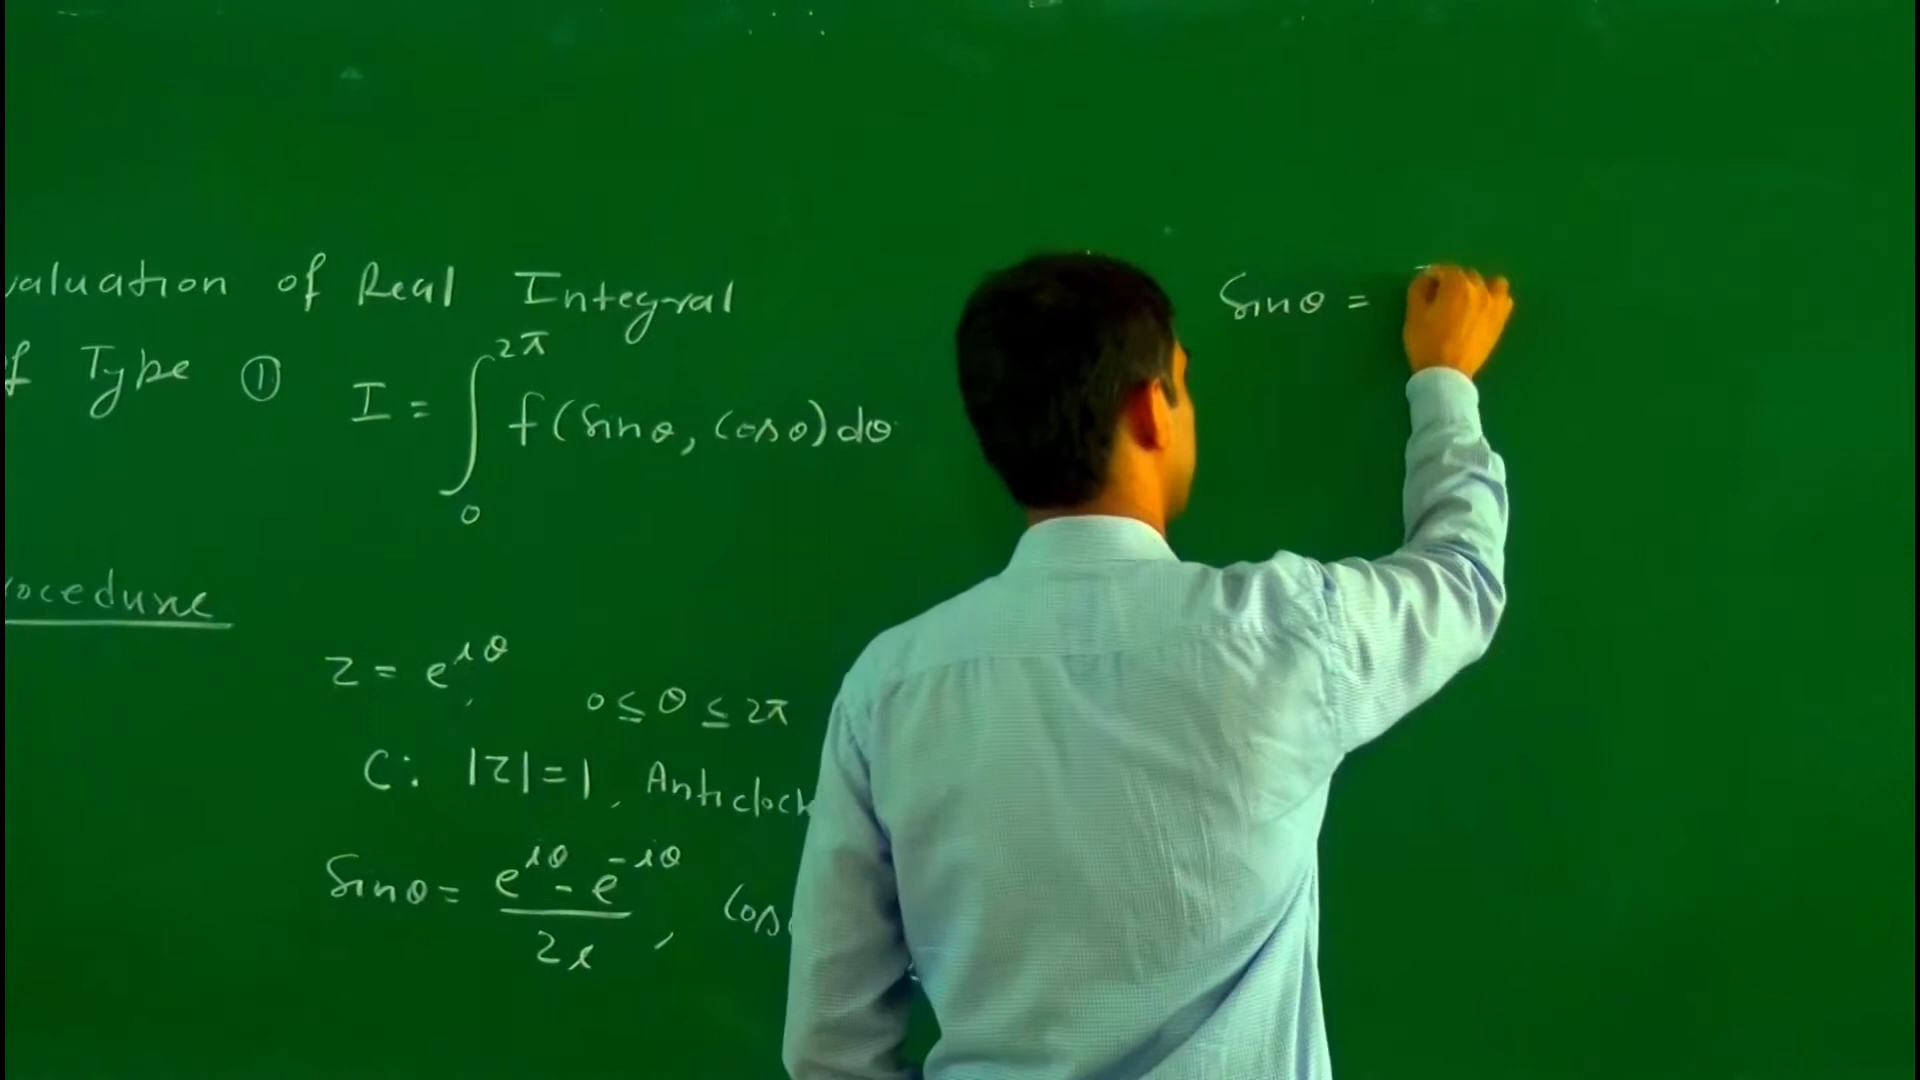 valuation of Real Integral
f Type ① I = ∫₀^{2π} f(Sinθ, Cosθ)dθ
ocedure
z = e^{iθ}, 0 ≤ θ ≤ 2π
C: |z| = 1, Anticlock
Sinθ = (e^{iθ} - e^{-iθ})/2i, Cos
Sinθ =